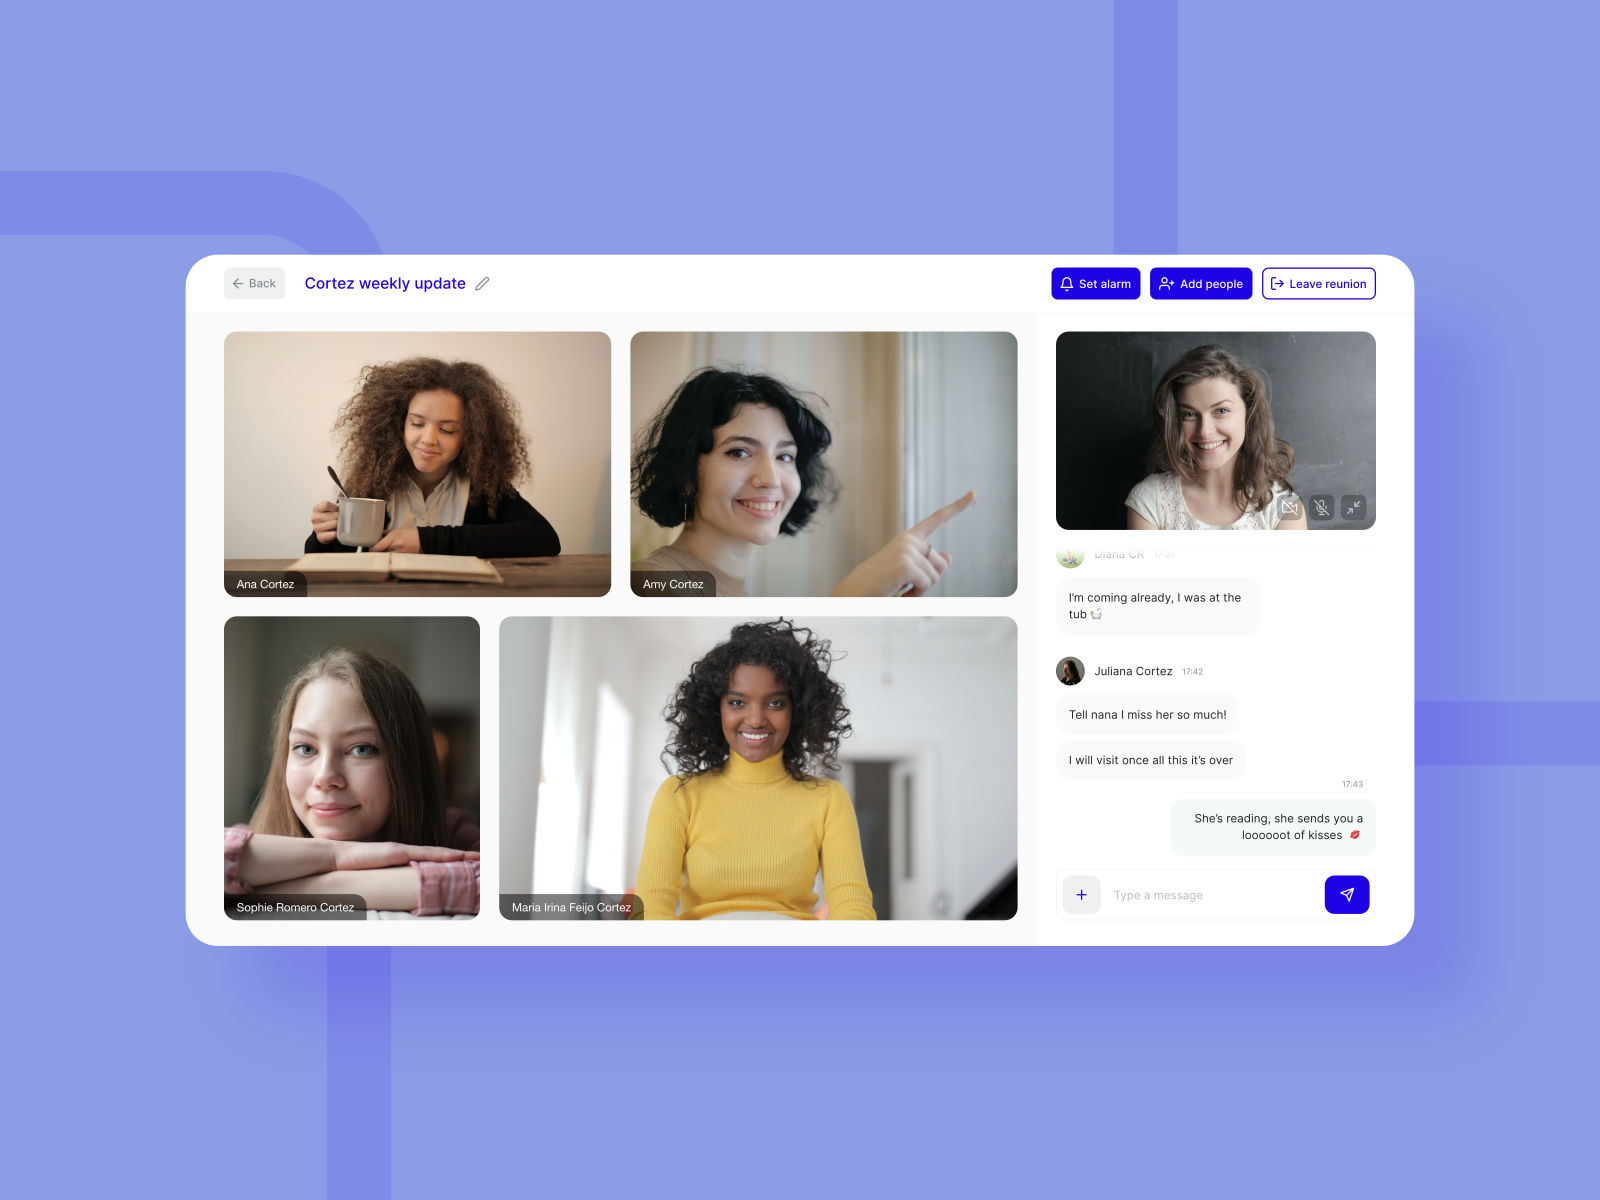 Back
Cortez weekly update
Set alarm
Add people
Leave reunion
Ana Cortez
Amy Cortez
Sophie Romero Cortez
Maria Irina Feijo Cortez
Diana CR 17:34
I'm coming already, I was at the
tub
Juliana Cortez 17:42
Tell nana I miss her so much!
I will visit once all this it's over
17:43
She's reading, she sends you a
loooooot of kisses
Type a message